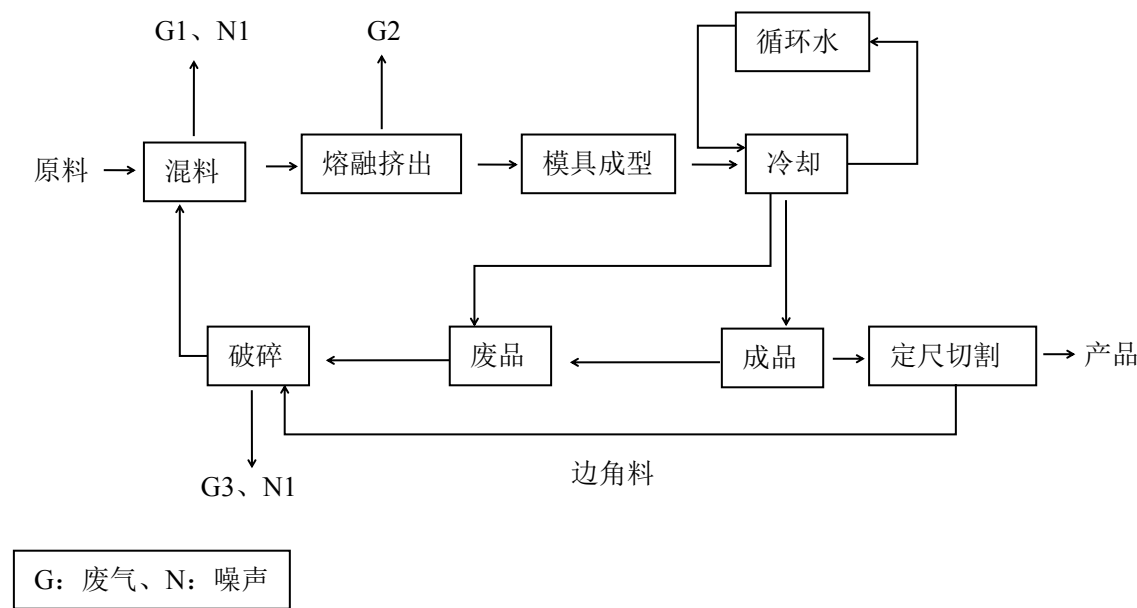 G1、N1
G2
循环水
原料
混料
熔融挤出
模具成型
冷却
破碎
废品
成品
定尺切割
产品
边角料
G3、N1
G：废气、N：噪声